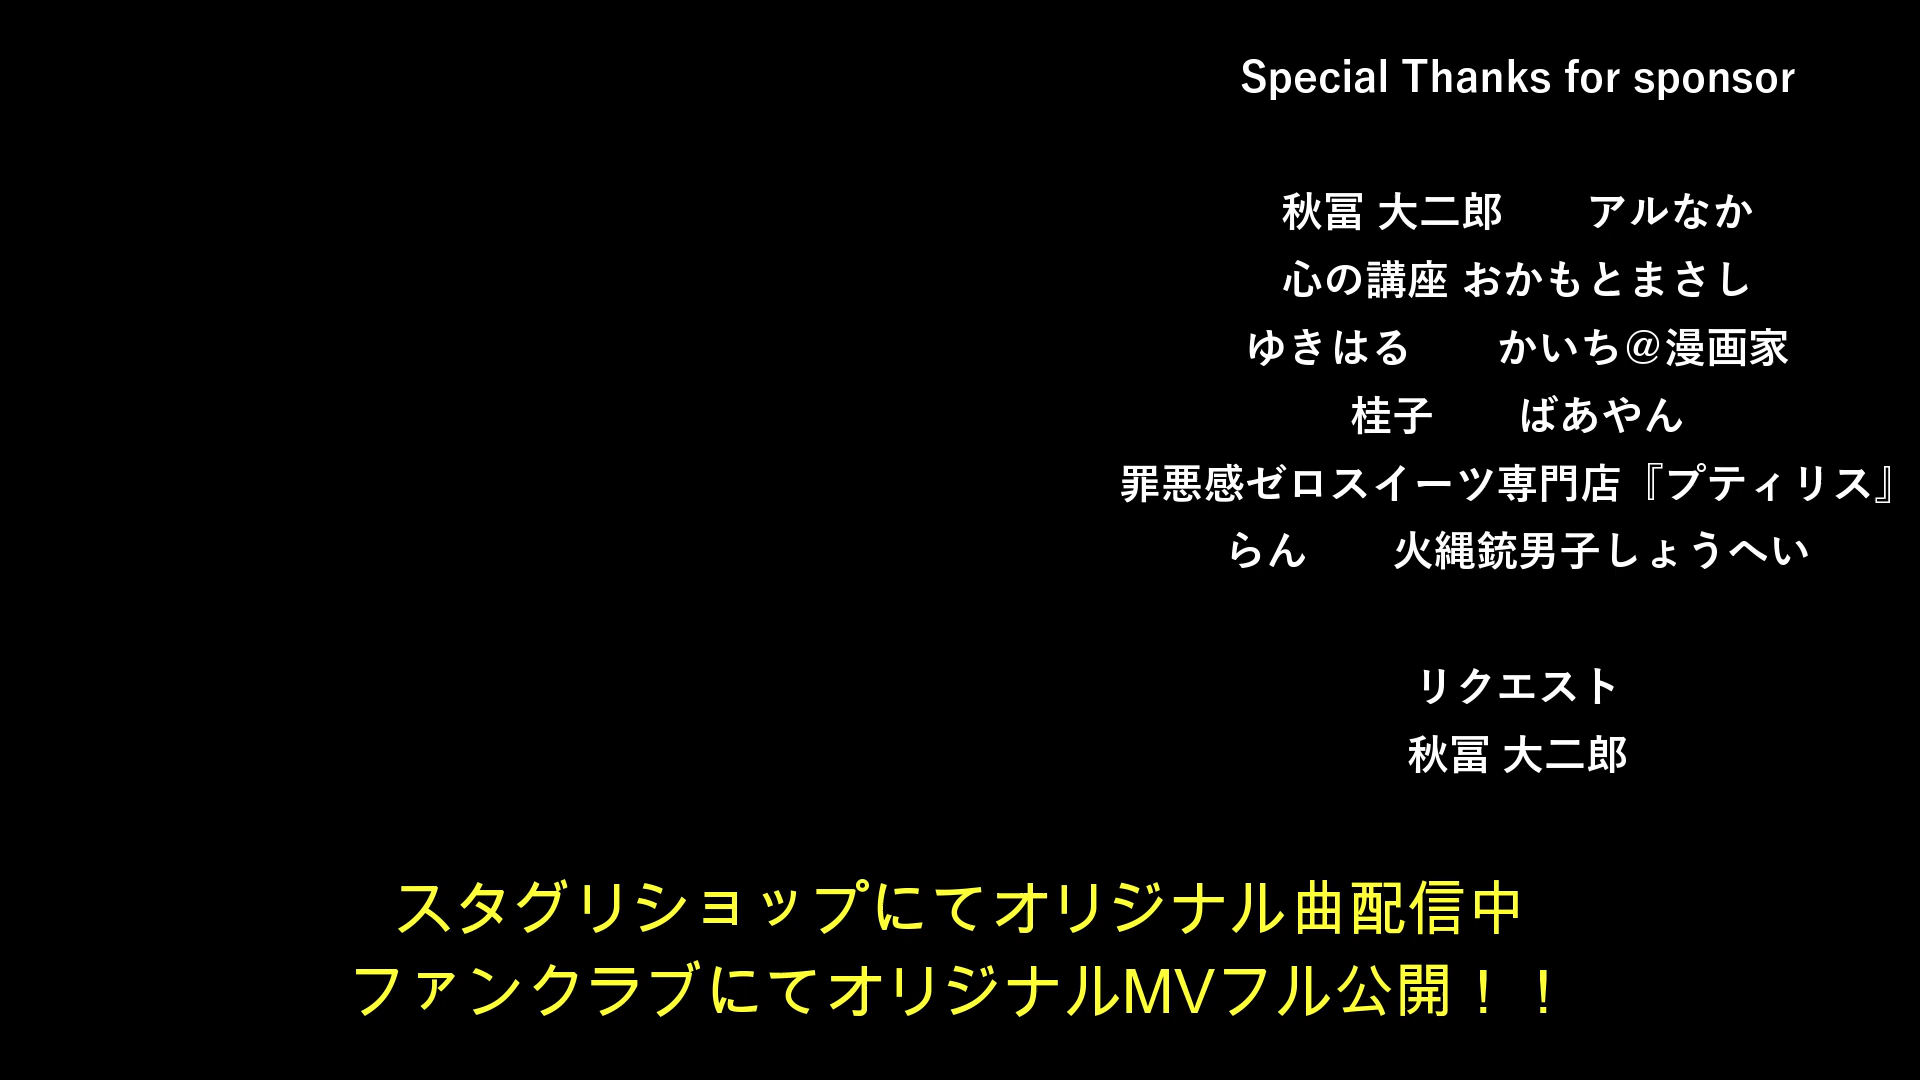 Special Thanks for sponsor
秋冨 大二郎　　アルなか
心の講座 おかもとまさし
ゆきはる　　かいち＠漫画家
桂子　　ばあやん
罪悪感ゼロスイーツ専門店『プティリス』
らん　　火縄銃男子しょうへい
リクエスト
秋冨 大二郎
スタグリショップにてオリジナル曲配信中
ファンクラブにてオリジナルMVフル公開！！